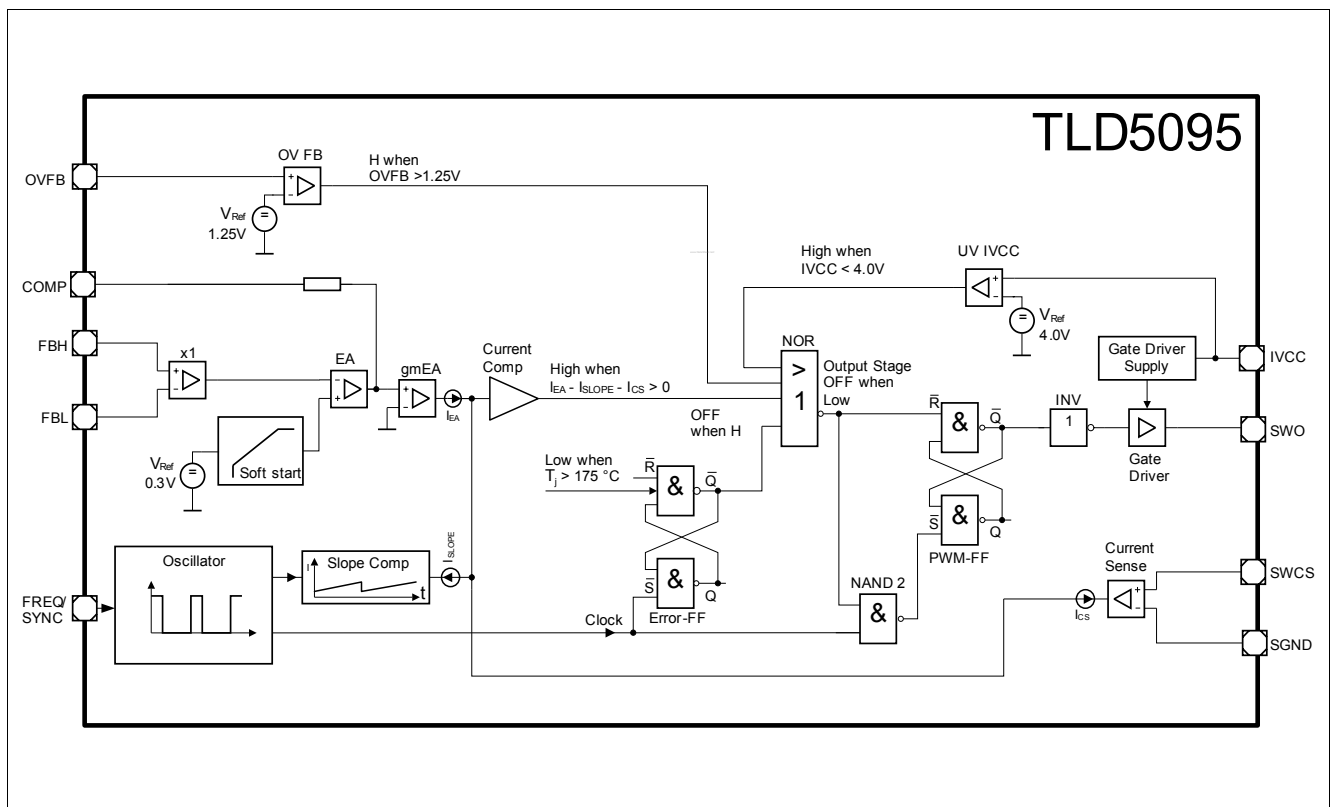 TLD5095
OVFB
OV FB
H when
OVFB >1.25V
+
-
VRef
1.25V
=
COMP
FBH
FBL
x1
+
-
EA
-
+
gmEA
+
-
IEA
Current
Comp
High when
IEA - ISLOPE - ICS > 0
VRef
0.3V
=
Soft start
High when
IVCC < 4.0V
UV IVCC
+
-
=
VRef
4.0V
NOR
>
1
Output Stage
OFF when
Low
OFF
when H
Low when
Tj > 175 °C
R
&
Q
S
&
Q
Error-FF
R
&
Q
S
&
Q
PWM-FF
INV
1
Gate Driver
Supply
Gate
Driver
IVCC
SWO
FREQ/
SYNC
Oscillator
Slope Comp
I
t
ISLOPE
Clock
NAND 2
&
Current
Sense
+
-
ICS
SWCS
SGND